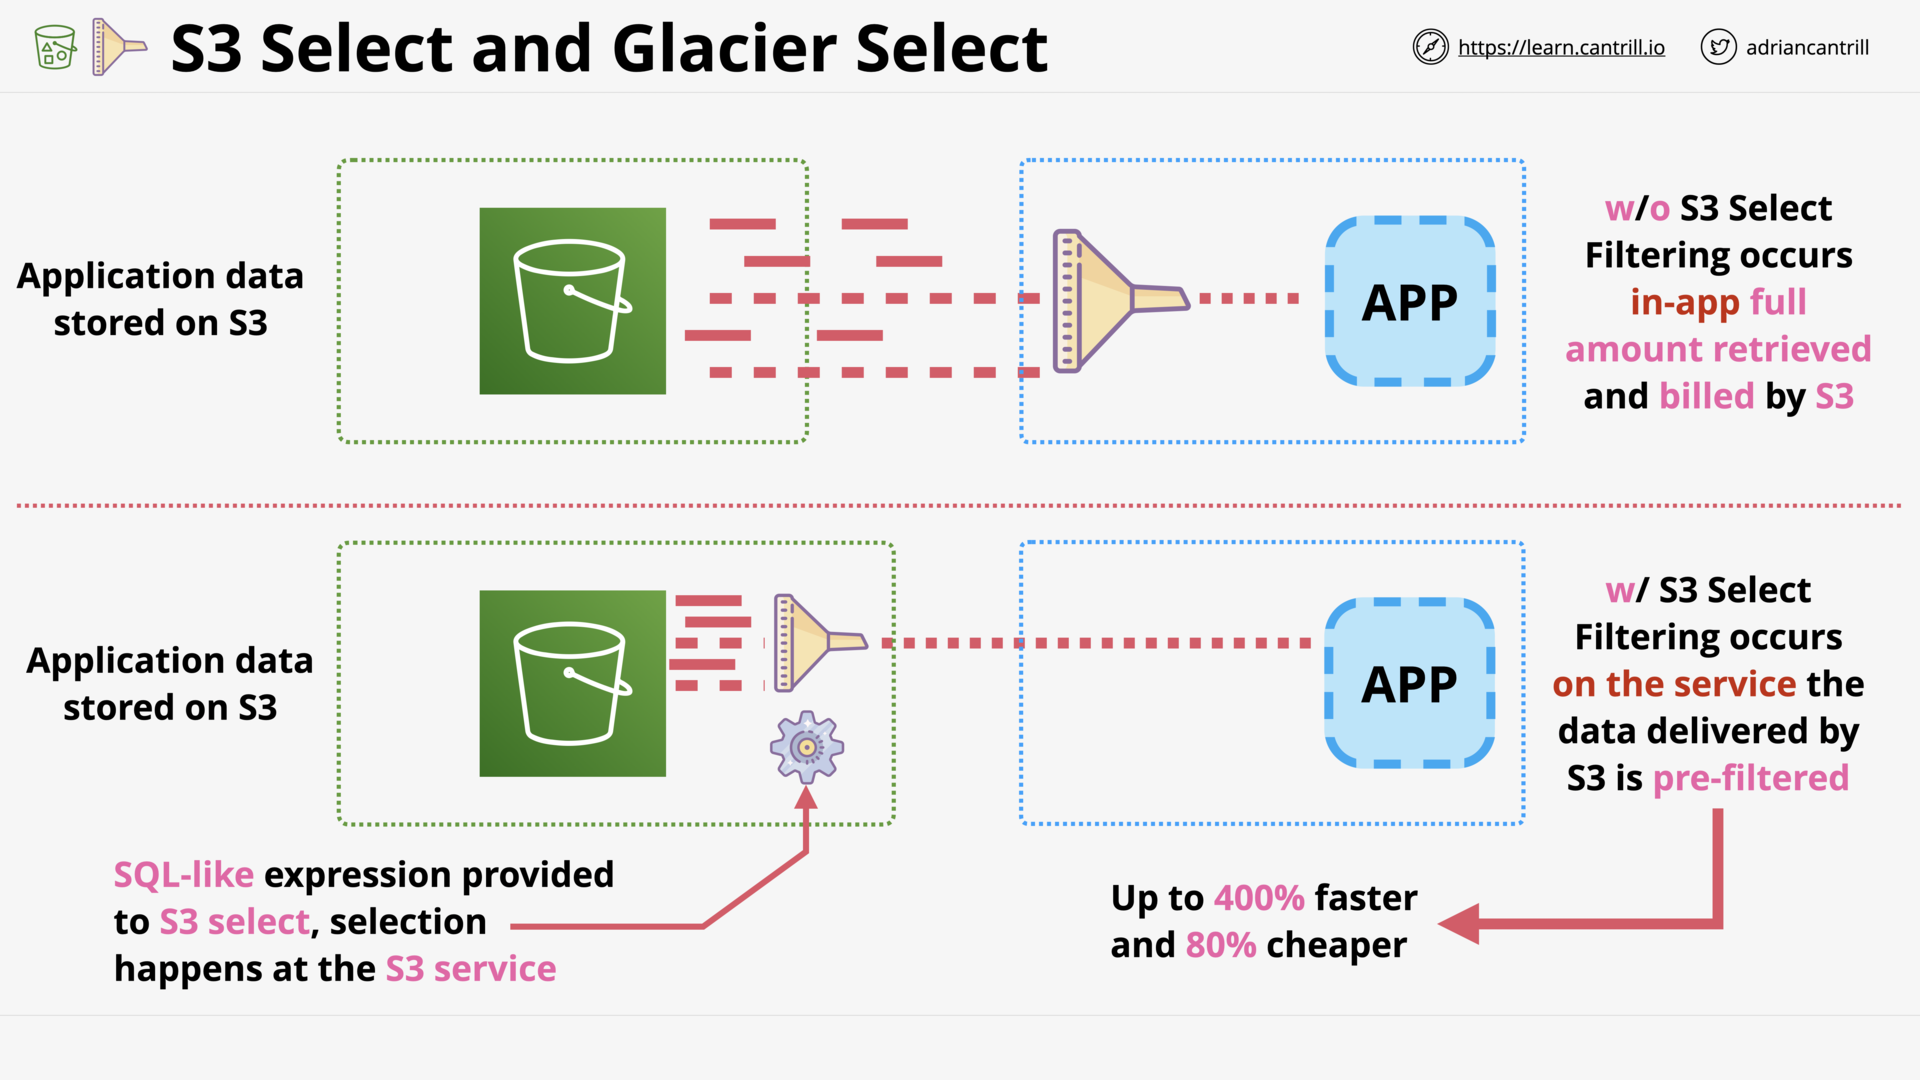 S3 Select and Glacier Select
https://learn.cantrill.io
adriancantrill
Application data
stored on S3
APP
w/o S3 Select
Filtering occurs
in-app full
amount retrieved
and billed by S3
Application data
stored on S3
APP
w/ S3 Select
Filtering occurs
on the service the
data delivered by
S3 is pre-filtered
SQL-like expression provided
to S3 select, selection
happens at the S3 service
Up to 400% faster
and 80% cheaper